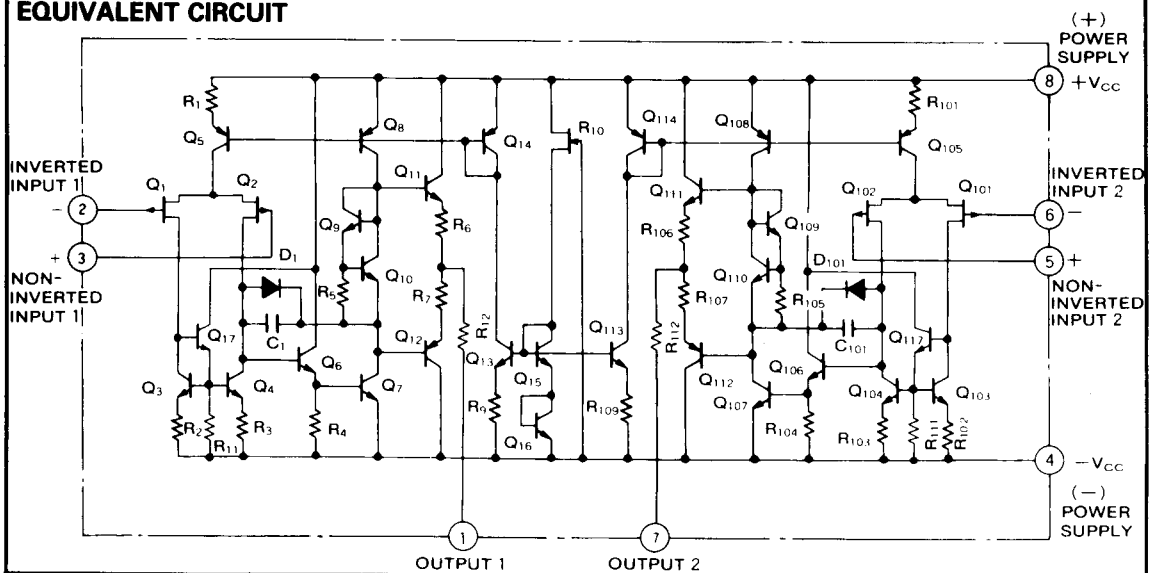 EQUIVALENT CIRCUIT
(+)
POWER
SUPPLY
8 +VCC
R1
Q5
Q8
Q14
R10
Q114
Q108
R101
Q105
INVERTED
INPUT 1
Q1
Q2
- 2
+ 3
NON-
INVERTED
INPUT 1
D1
Q9
Q11
R6
Q10
R5
R7
R12
C1
Q17
Q6
Q12
Q13
Q15
Q113
Q3
Q4
Q7
R2
R11
R3
R4
R9
Q16
R109
Q111
R106
Q109
Q110
R107
R105
R112
D101
C101
Q102
Q101
INVERTED
INPUT 2
6 -
5 +
NON-
INVERTED
INPUT 2
Q117
Q106
Q112
Q107
Q104
Q103
R104
R103
R111
R102
4 -VCC
(-)
POWER
SUPPLY
1
OUTPUT 1
7
OUTPUT 2